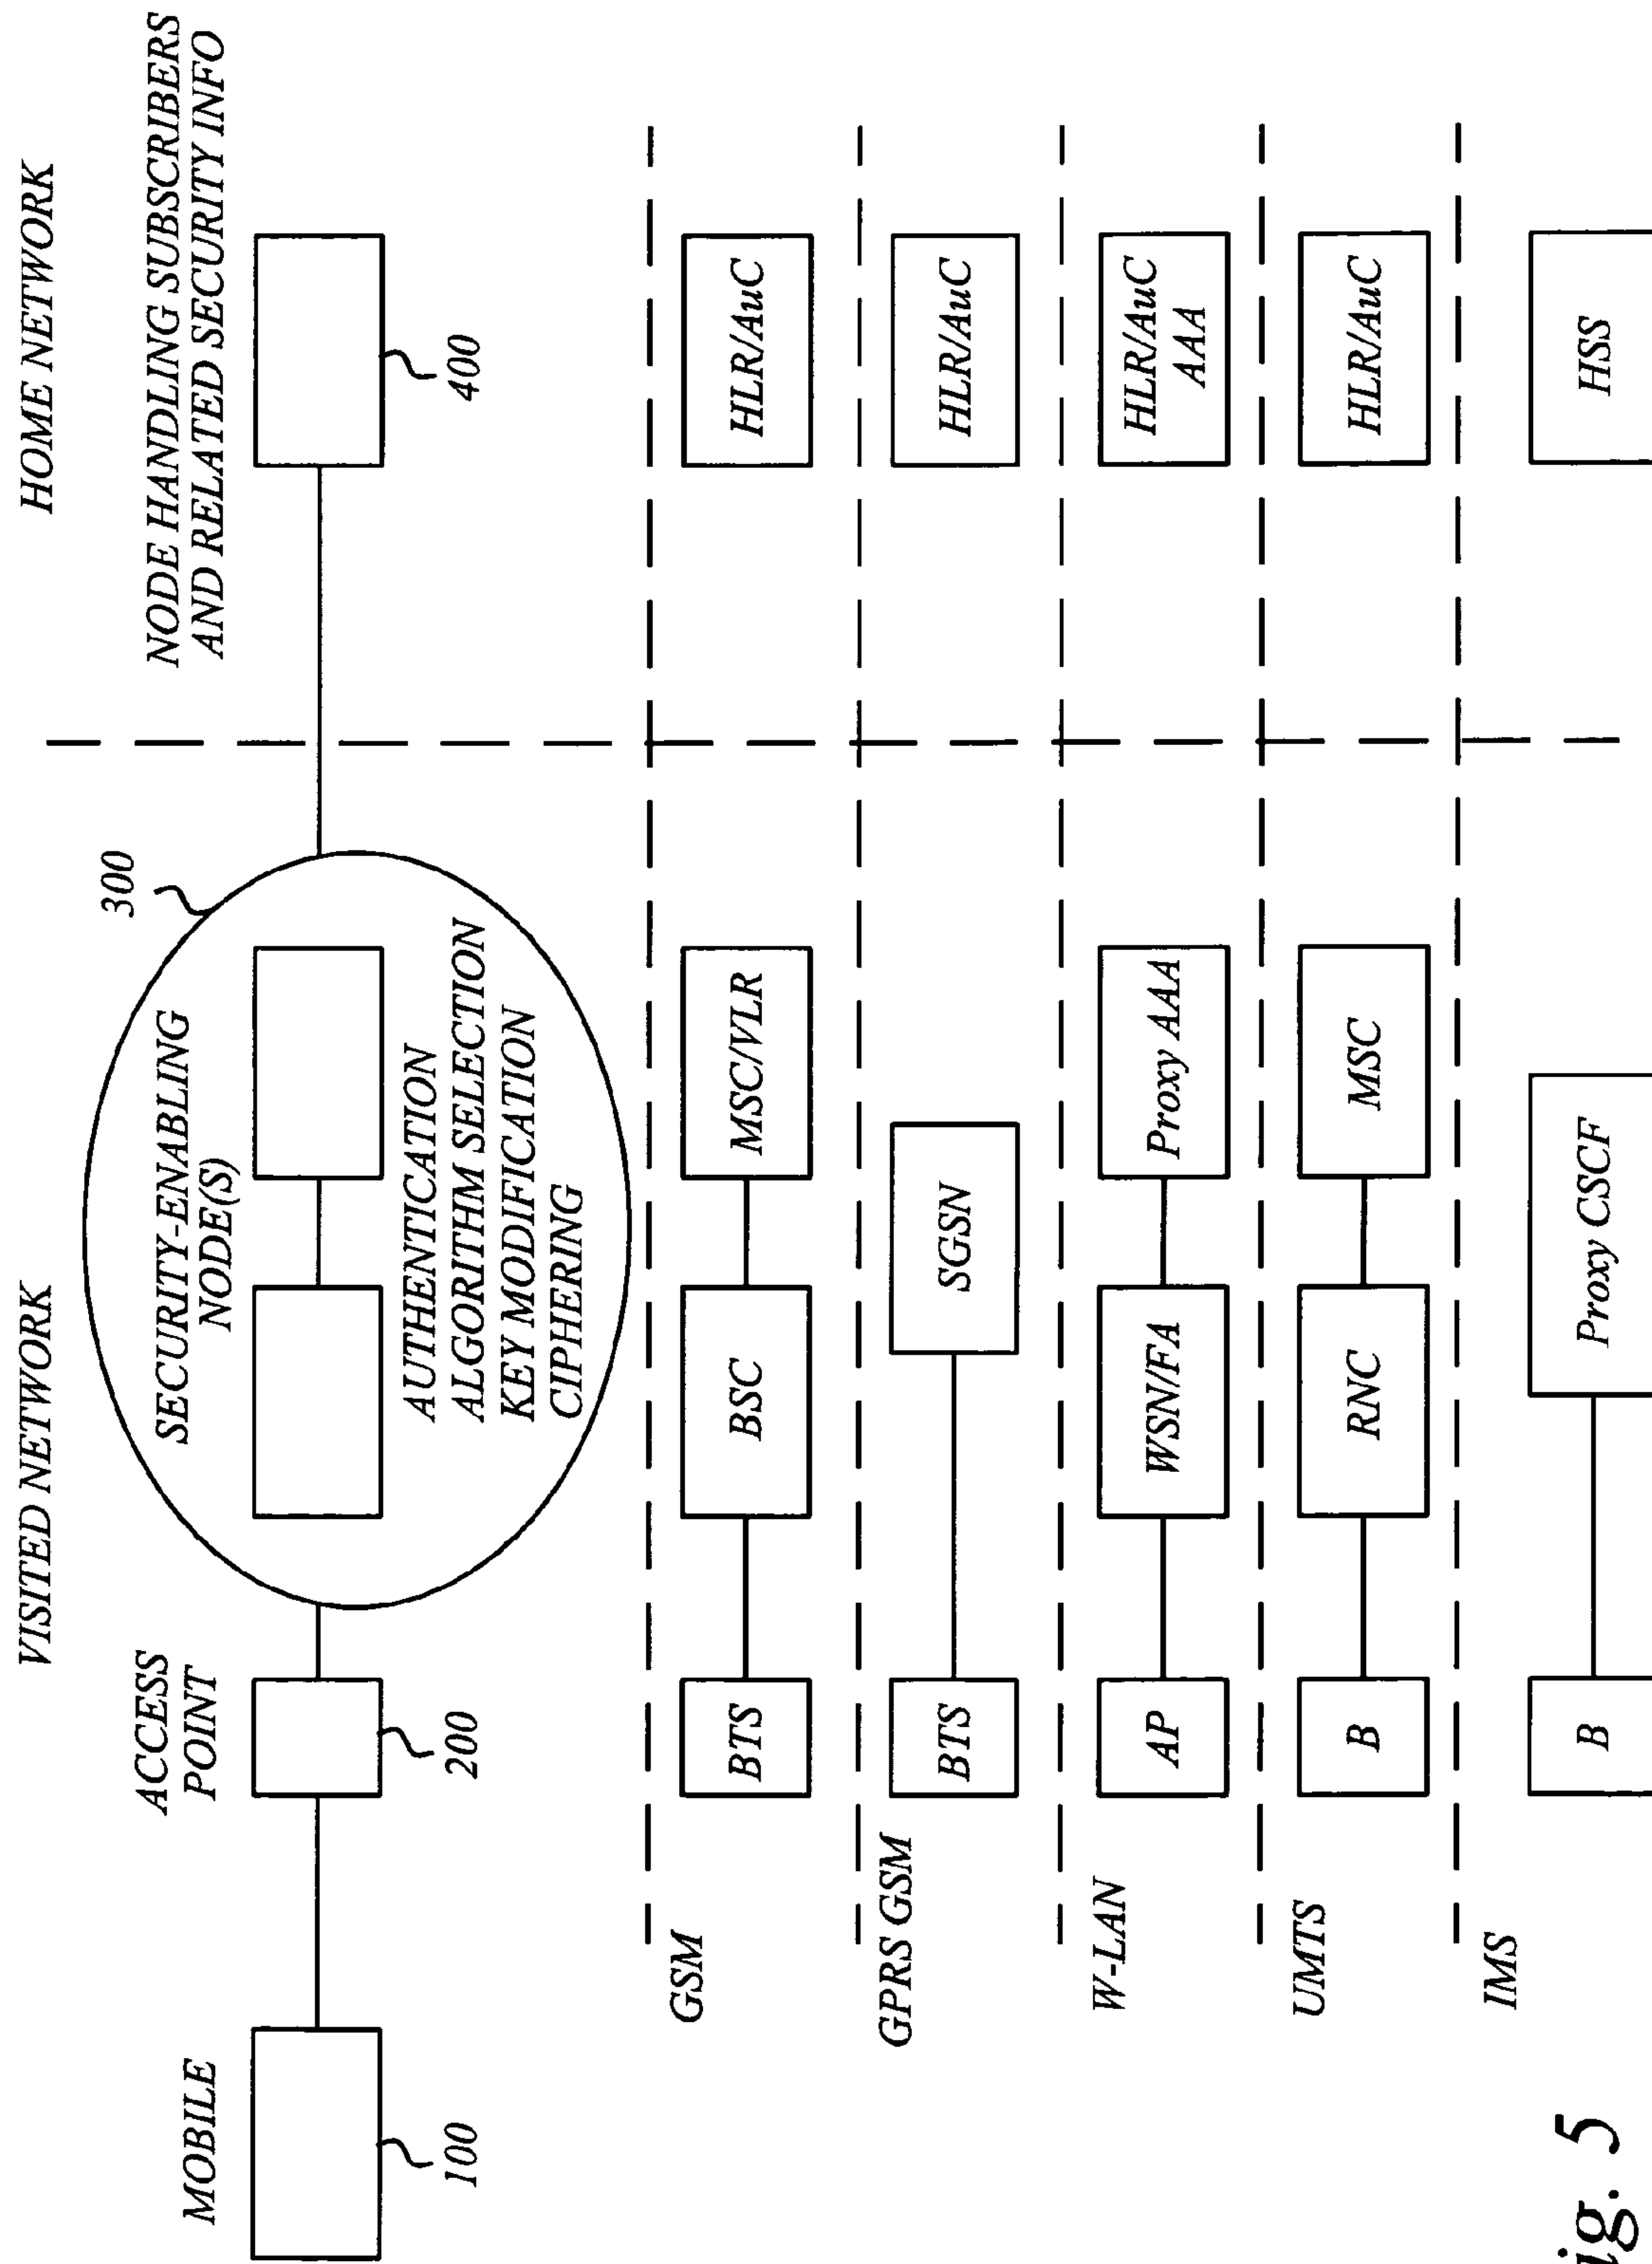 VISITED NETWORK
HOME NETWORK
MOBILE
100
ACCESS
POINT
200
300
SECURITY-ENABLING
NODE(S)
AUTHENTICATION
ALGORITHM SELECTION
KEY MODIFICATION
CIPHERING
NODE HANDLING SUBSCRIBERS
AND RELATED SECURITY INFO
400
GSM
BTS
BSC
MSC/VLR
HLR/AuC
GPRS GSM
BTS
SGSN
HLR/AuC
W-LAN
AP
WSN/FA
Proxy AAA
HLR/AuC
AAA
UMTS
B
RNC
MSC
HLR/AuC
IMS
B
Proxy CSCF
HSS
ig. 5